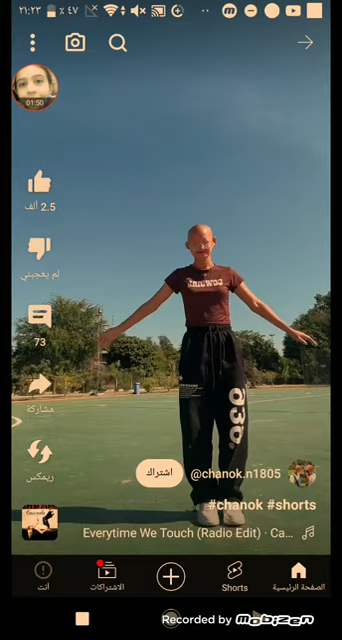 ٢١:٢٣
٤٧ ٪
01:50
2.5 ألف
لم يعجبني
73
مشاركة
ريمكس
اشتراك
@chanok.n1805
#chanok #shorts
Everytime We Touch (Radio Edit) · Ca...
الصفحة الرئيسية
Shorts
الاشتراكات
أنت
Recorded by MOBIZEN